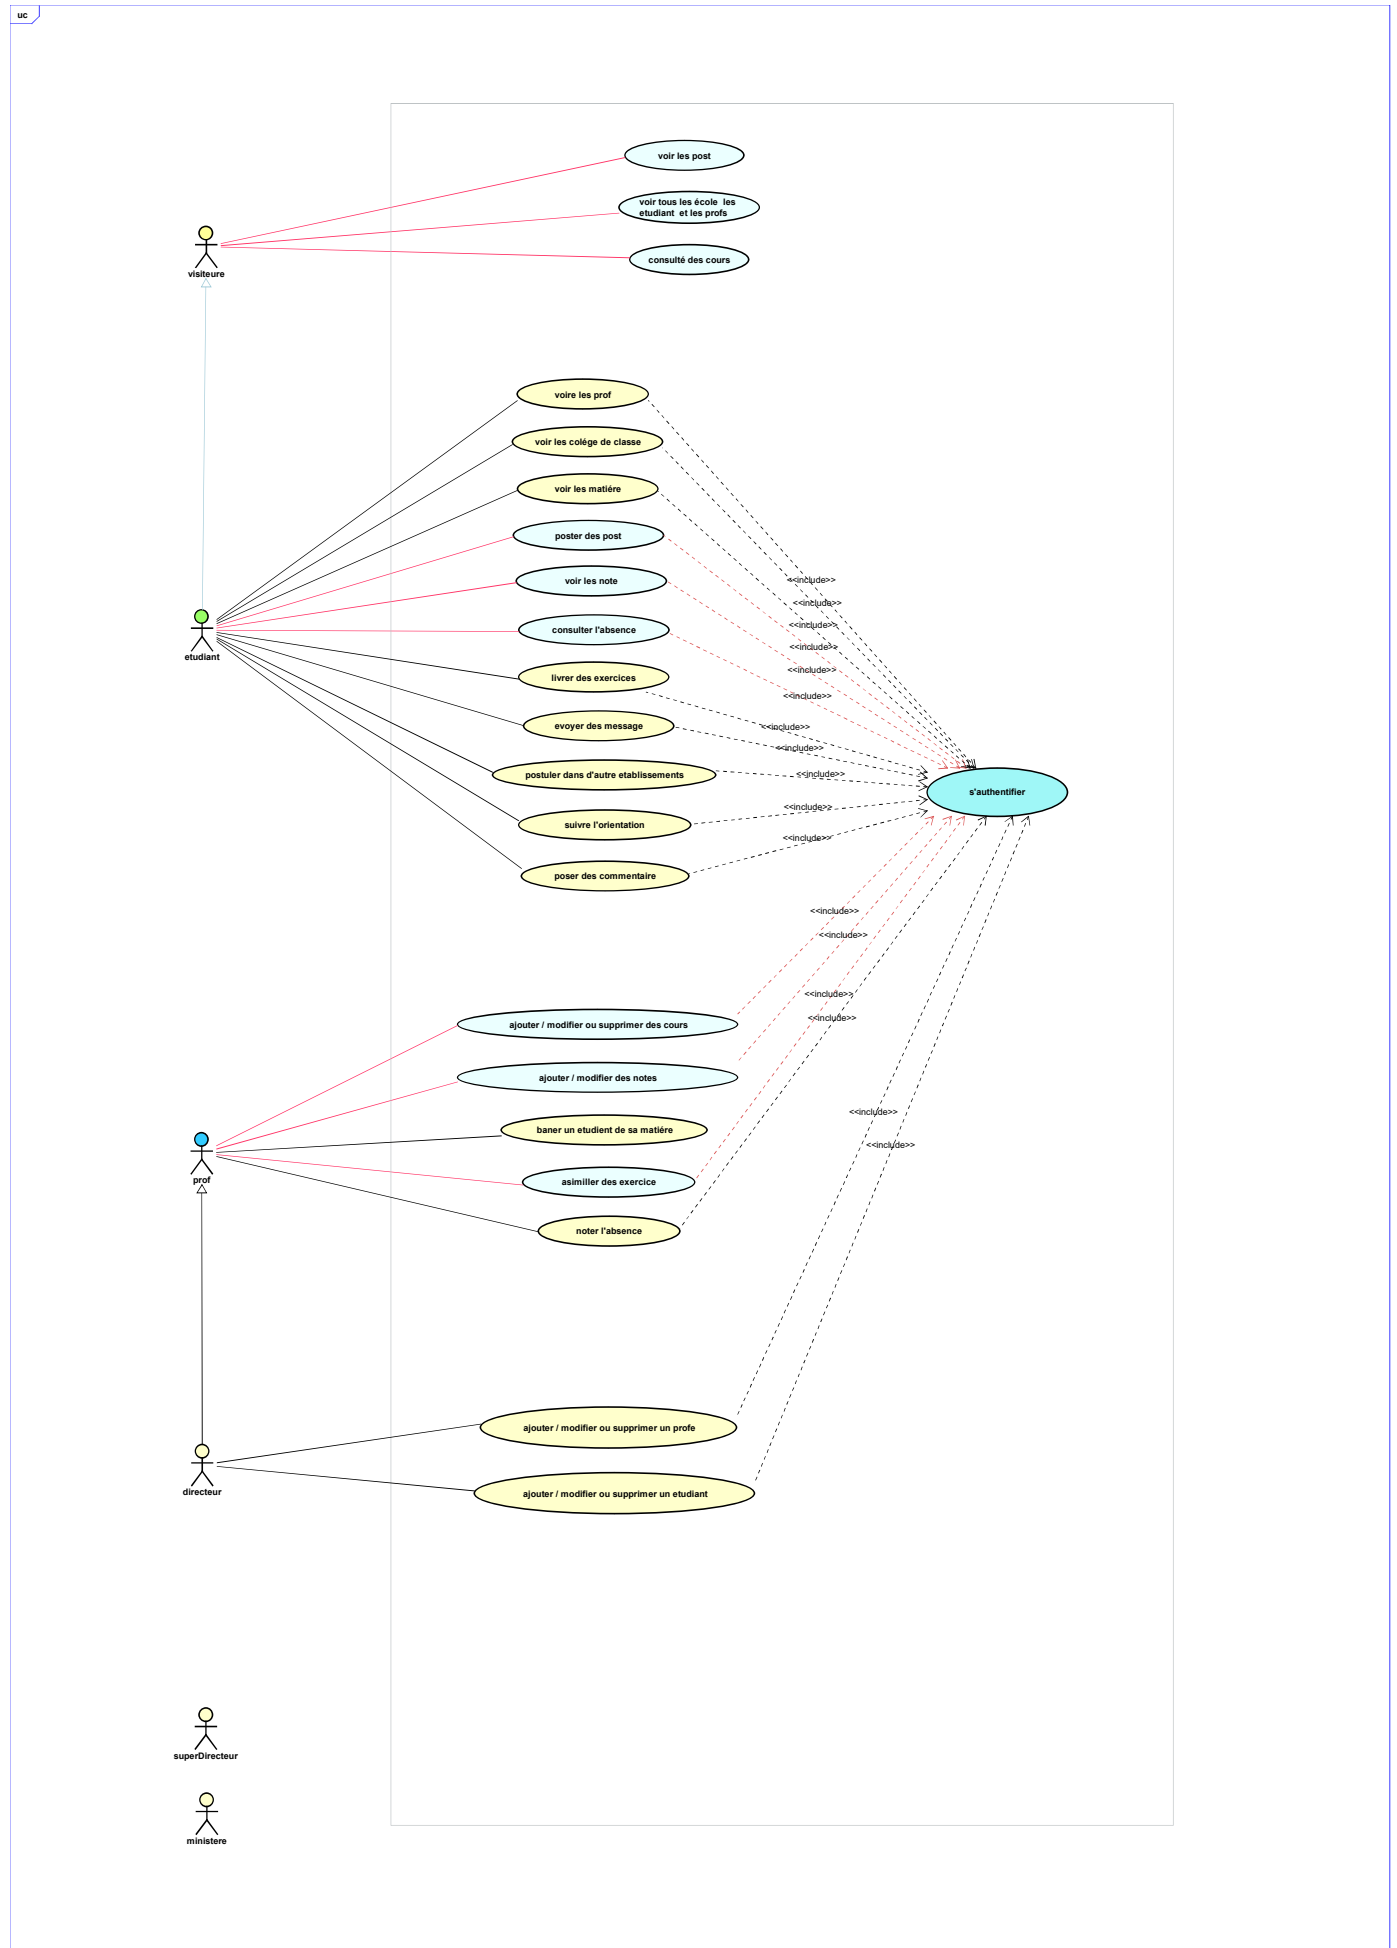 uc
voir les post
voir tous les école  les
etudiant  et les profs
visiteure
consulté des cours
voire les prof
voir les colége de classe
voir les matiére
poster des post
voir les note
<<include>>
<<include>>
<<include>>
<<include>>
<<include>>
<<include>>
etudiant
consulter l'absence
livrer des exercices
evoyer des message
<<include>>
<<include>>
postuler dans d'autre etablissements
<<include>>
s'authentifier
suivre l'orientation
<<include>>
<<include>>
poser des commentaire
<<include>>
<<include>>
<<include>>
<<include>>
ajouter / modifier ou supprimer des cours
ajouter / modifier des notes
<<include>>
baner un etudient de sa matiére
<<include>>
prof
asimiller des exercice
noter l'absence
ajouter / modifier ou supprimer un profe
directeur
ajouter / modifier ou supprimer un etudiant
superDirecteur
ministere